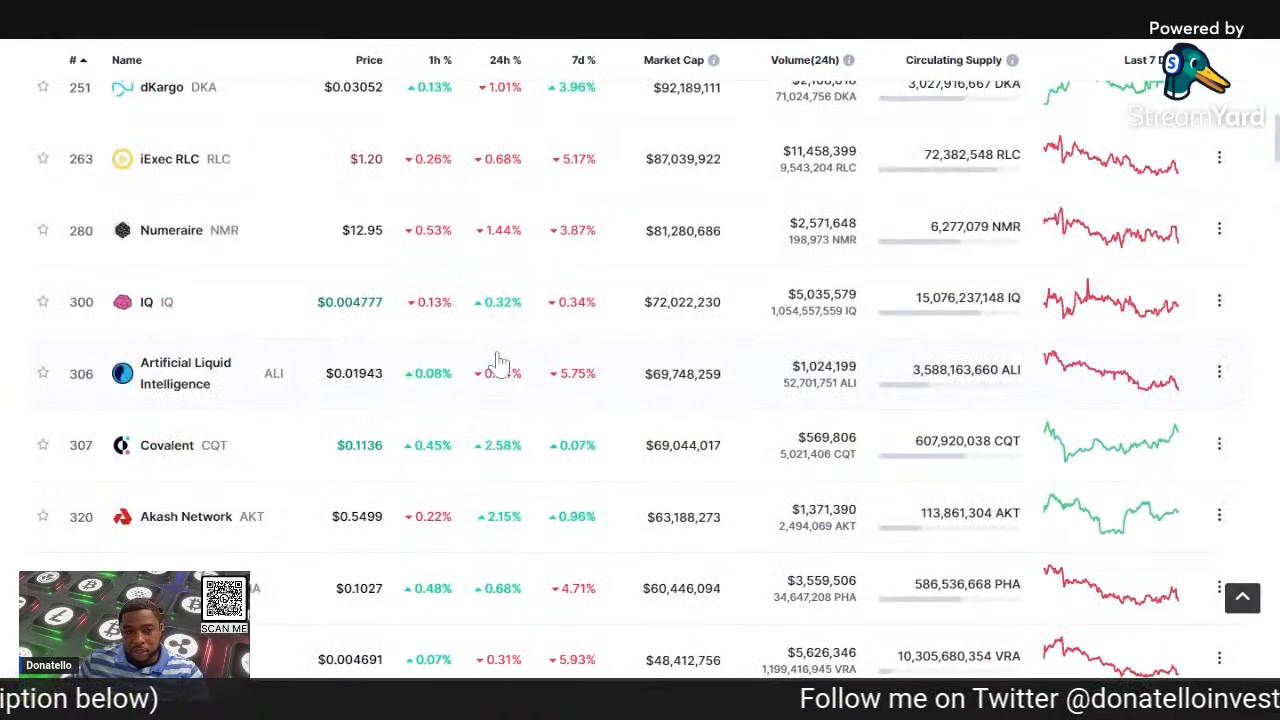 Powered by
StreamYard
# Name Price 1h % 24h % 7d % Market Cap Volume(24h) Circulating Supply Last 7 D
251 dKargo DKA $0.03052 0.13% 1.01% 3.96% $92,189,111 $2,168,018 3,027,916,667 DKA
71,024,756 DKA
263 iExec RLC RLC $1.20 0.26% 0.68% 5.17% $87,039,922 $11,458,399 72,382,548 RLC
9,543,204 RLC
280 Numeraire NMR $12.95 0.53% 1.44% 3.87% $81,280,686 $2,571,648 6,277,079 NMR
198,973 NMR
300 IQ IQ $0.004777 0.13% 0.32% 0.34% $72,022,230 $5,035,579 15,076,237,148 IQ
1,054,557,559 IQ
306 Artificial Liquid Intelligence ALI $0.01943 0.08% 5.75% $69,748,259 $1,024,199 3,588,163,660 ALI
52,701,751 ALI
307 Covalent CQT $0.1136 0.45% 2.58% 0.07% $69,044,017 $569,806 607,920,038 CQT
5,021,406 CQT
320 Akash Network AKT $0.5499 0.22% 2.15% 0.96% $63,188,273 $1,371,390 113,861,304 AKT
2,494,069 AKT
$0.1027 0.48% 0.68% 4.71% $60,446,094 $3,559,506 586,536,668 PHA
34,647,208 PHA
$0.004691 0.07% 0.31% 5.93% $48,412,756 $5,626,346 10,305,680,354 VRA
1,199,416,945 VRA
SCAN ME
Donatello
iption below)
Follow me on Twitter @donatelloinvest